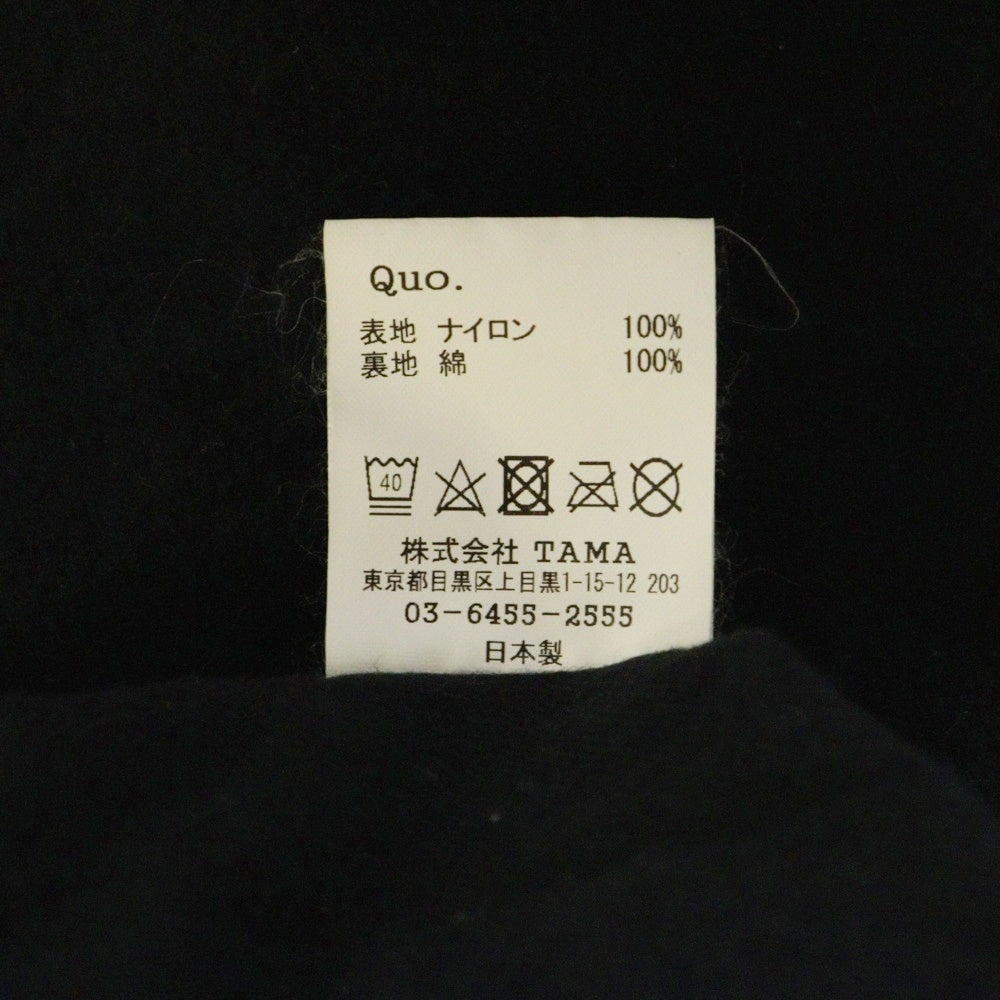 Quo.
表地 ナイロン 100%
裏地 綿 100%
40
株式会社 TAMA
東京都目黒区上目黒1-15-12 203
03-6455-2555
日本製